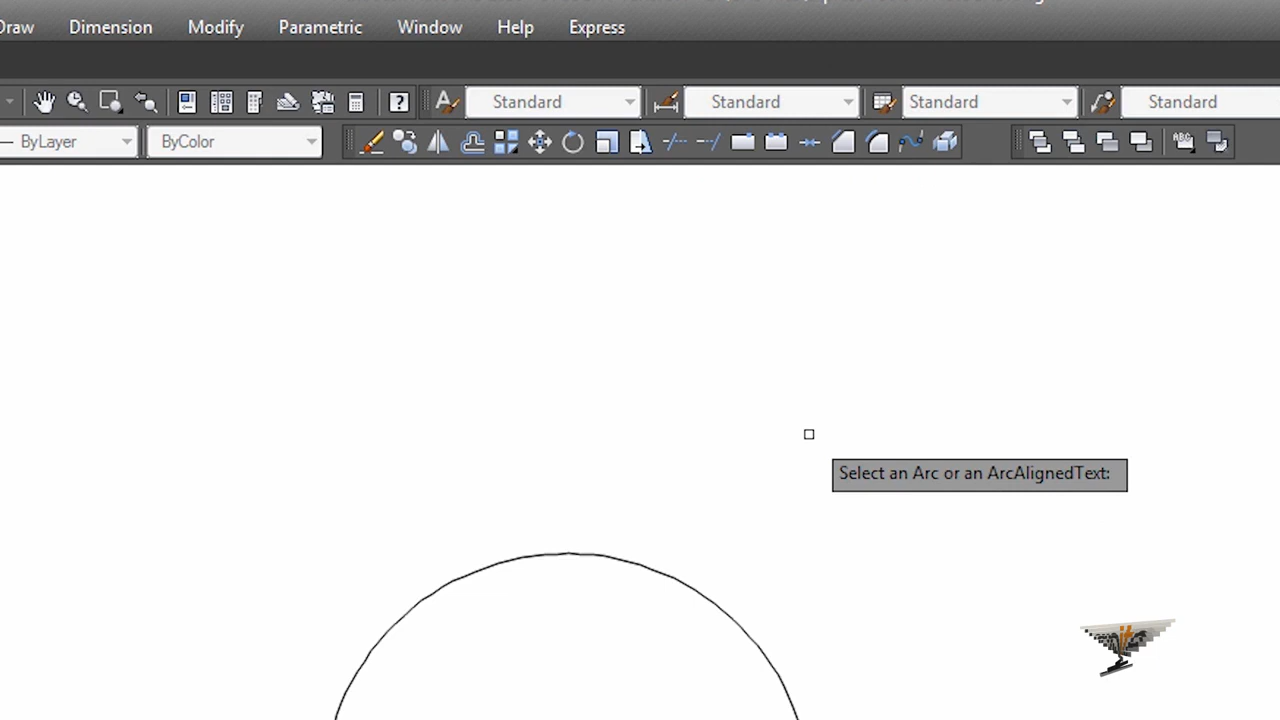 Draw Dimension Modify Parametric Window Help Express
Standard Standard Standard Standard
ByLayer ByColor
ABC
Select an Arc or an ArcAlignedText: